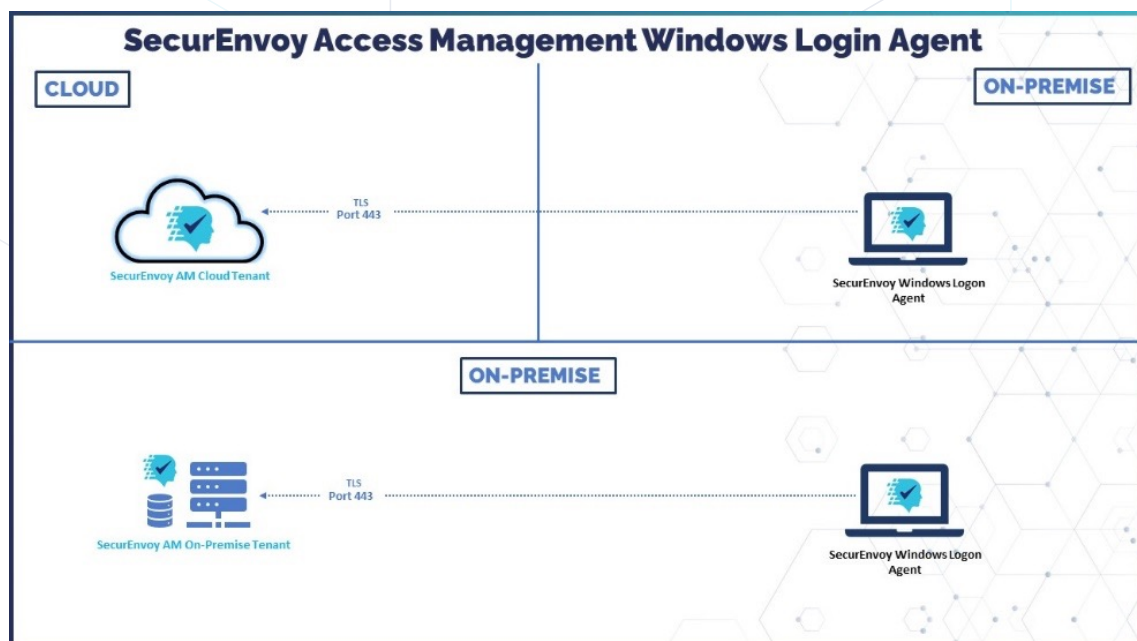 SecurEnvoy Access Management Windows Login Agent
CLOUD
ON-PREMISE
TLS
Port 443
SecurEnvoy AM Cloud Tenant
SecurEnvoy Windows Logon
Agent
ON-PREMISE
TLS
Port 443
SecurEnvoy AM On-Premise Tenant
SecurEnvoy Windows Logon
Agent